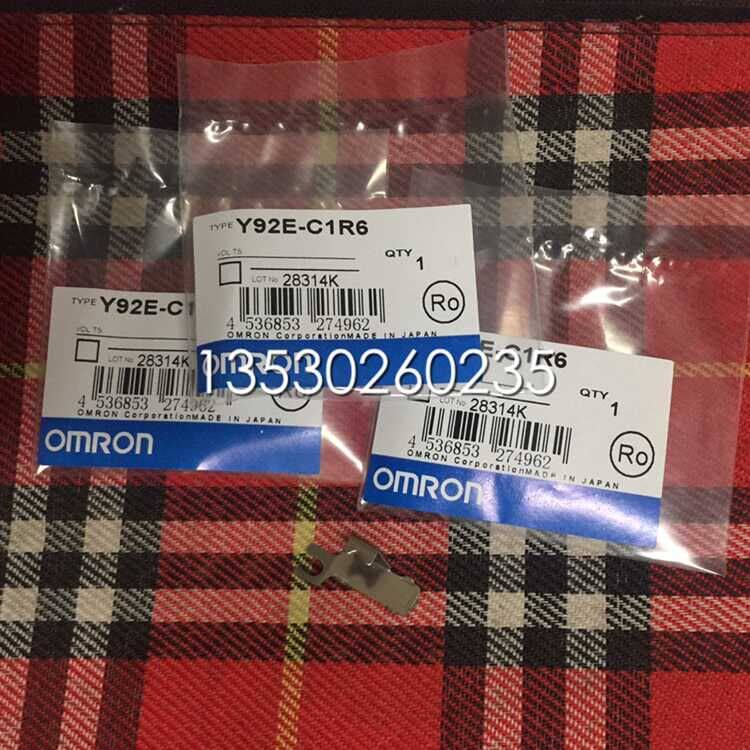 TYPE Y92E-C1R6
VOLTS
QTY 1
LOT No 28314K
Ro
4 536853 274962
OMRON Corporation MADE IN JAPAN
OMRON
13530260235
TYPE Y92E-C1
VOLTS
LOT No 28314K
4 536853 274962
OMRON Corporation MADE IN JAPAN
OMRON
E-C1R6
QTY 1
LOT No 28314K
Ro
4 536853 274962
OMRON Corporation MADE IN JAPAN
OMRON